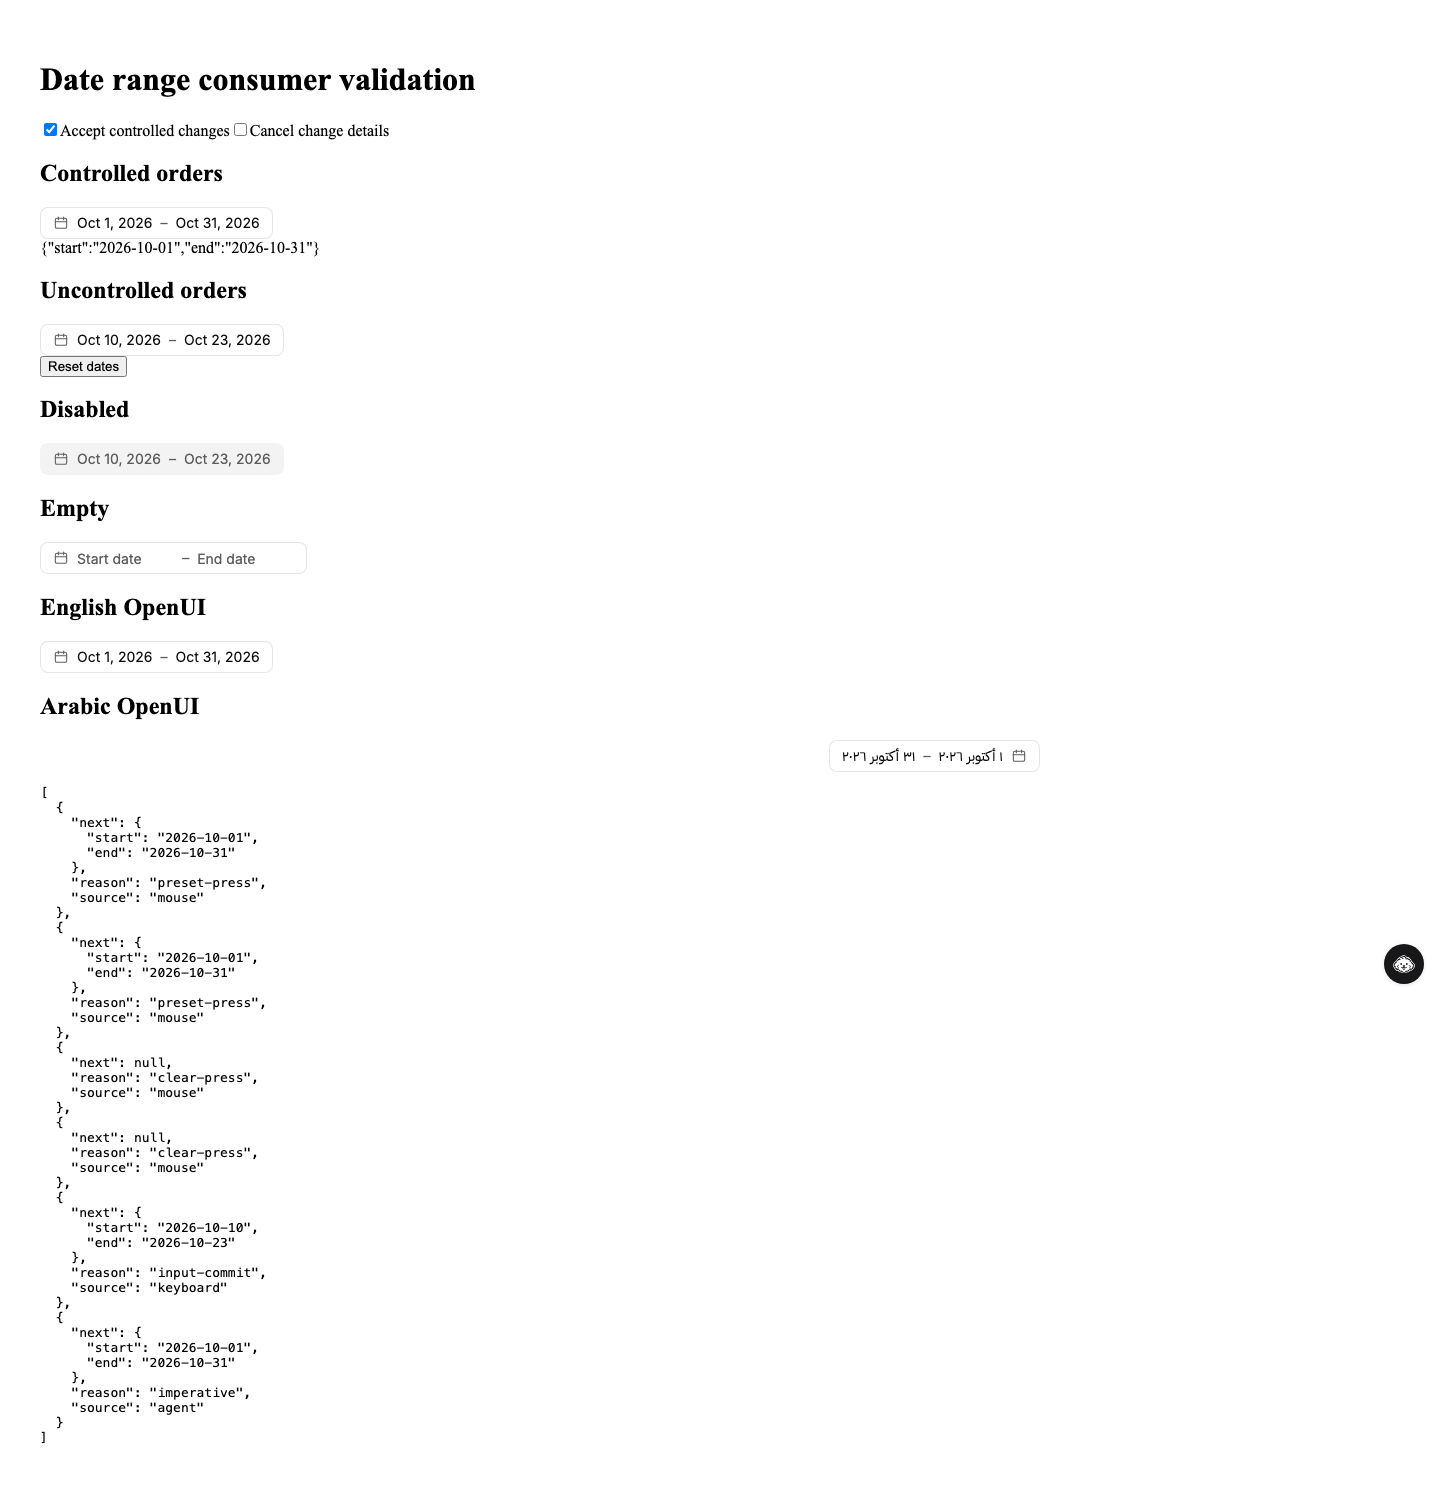 Date range consumer validation
Accept controlled changes Cancel change details
Controlled orders
Oct 1, 2026 – Oct 31, 2026
{"start":"2026-10-01","end":"2026-10-31"}
Uncontrolled orders
Oct 10, 2026 – Oct 23, 2026
Reset dates
Disabled
Oct 10, 2026 – Oct 23, 2026
Empty
Start date – End date
English OpenUI
Oct 1, 2026 – Oct 31, 2026
Arabic OpenUI
١ أكتوبر ٢٠٢٦ – ٣١ أكتوبر ٢٠٢٦
[
  {
    "next": {
      "start": "2026-10-01",
      "end": "2026-10-31"
    },
    "reason": "preset-press",
    "source": "mouse"
  },
  {
    "next": {
      "start": "2026-10-01",
      "end": "2026-10-31"
    },
    "reason": "preset-press",
    "source": "mouse"
  },
  {
    "next": null,
    "reason": "clear-press",
    "source": "mouse"
  },
  {
    "next": null,
    "reason": "clear-press",
    "source": "mouse"
  },
  {
    "next": {
      "start": "2026-10-10",
      "end": "2026-10-23"
    },
    "reason": "input-commit",
    "source": "keyboard"
  },
  {
    "next": {
      "start": "2026-10-01",
      "end": "2026-10-31"
    },
    "reason": "imperative",
    "source": "agent"
  }
]